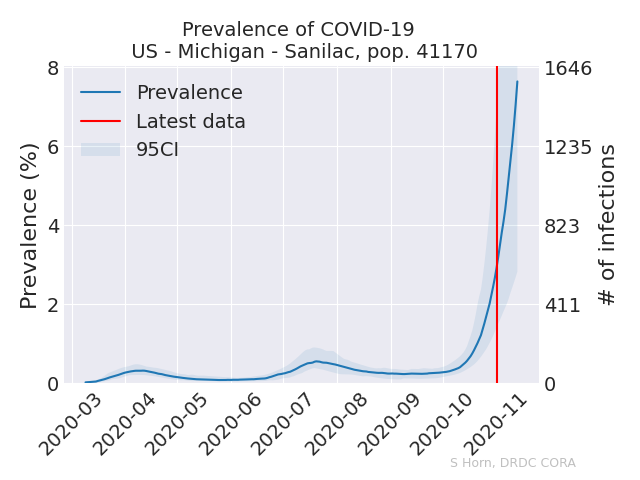 Prevalence of COVID-19
US - Michigan - Sanilac, pop. 41170
Prevalence
Latest data
95CI
Prevalence (%)
8
6
4
2
0
1646
1235
823
411
0
# of infections
2020-03
2020-04
2020-05
2020-06
2020-07
2020-08
2020-09
2020-10
2020-11
S Horn, DRDC CORA